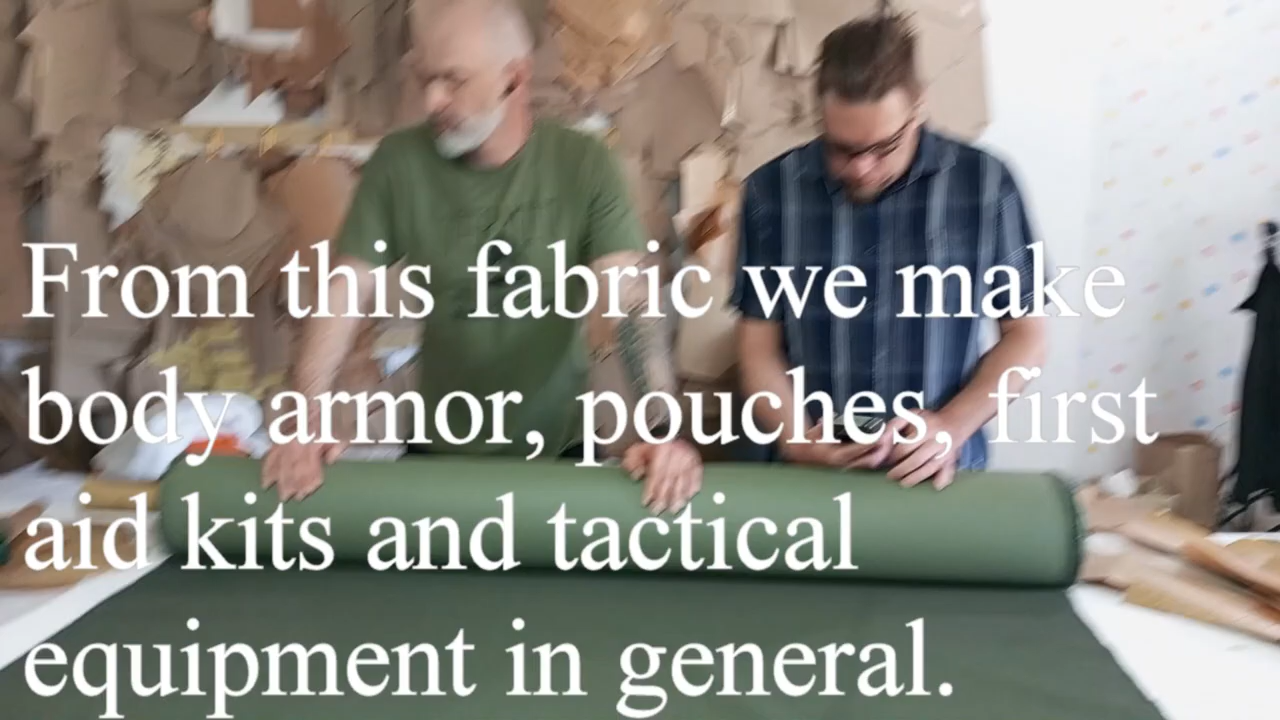 From this fabric we make
body armor, pouches, first
aid kits and tactical
equipment in general.